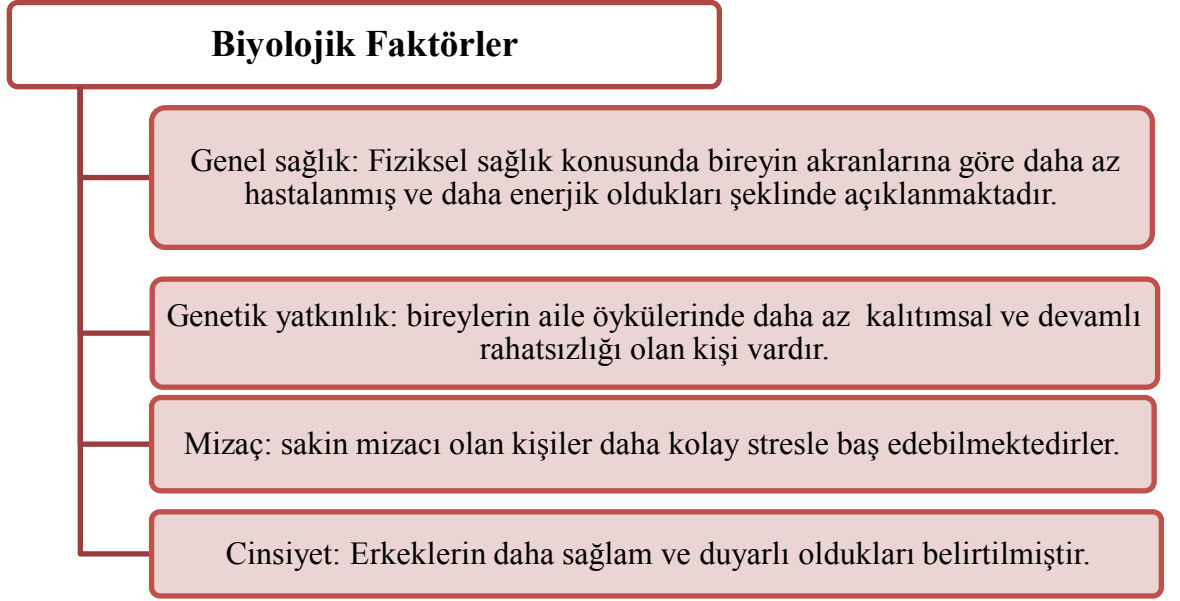 Biyolojik Faktörler
Genel sağlık: Fiziksel sağlık konusunda bireyin akranlarına göre daha az
hastalanmış ve daha enerjik oldukları şeklinde açıklanmaktadır.
Genetik yatkınlık: bireylerin aile öykülerinde daha az kalıtımsal ve devamlı
rahatsızlığı olan kişi vardır.
Mizaç: sakin mizacı olan kişiler daha kolay stresle baş edebilmektedirler.
Cinsiyet: Erkeklerin daha sağlam ve duyarlı oldukları belirtilmiştir.